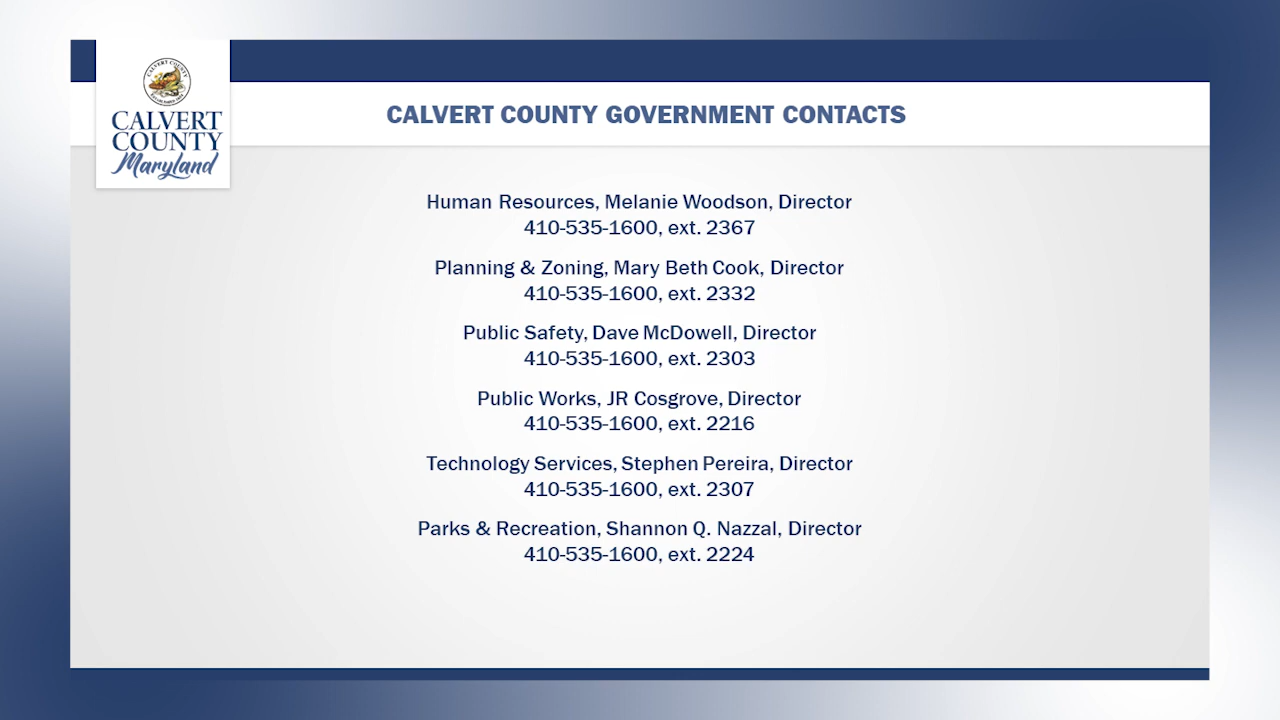 CALVERT COUNTY
CALVERT
COUNTY
Maryland
CALVERT COUNTY GOVERNMENT CONTACTS
Human Resources, Melanie Woodson, Director
410-535-1600, ext. 2367
Planning & Zoning, Mary Beth Cook, Director
410-535-1600, ext. 2332
Public Safety, Dave McDowell, Director
410-535-1600, ext. 2303
Public Works, JR Cosgrove, Director
410-535-1600, ext. 2216
Technology Services, Stephen Pereira, Director
410-535-1600, ext. 2307
Parks & Recreation, Shannon Q. Nazzal, Director
410-535-1600, ext. 2224